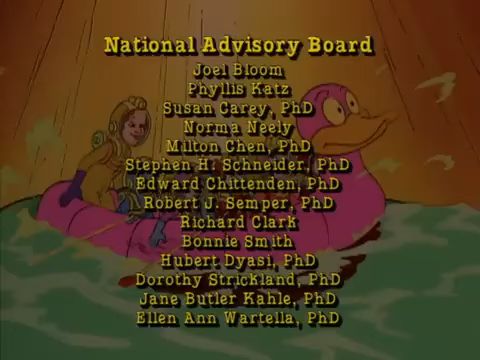 National Advisory Board
Joel Bloom
Phyllis Katz
Susan Carey, PhD
Norma Neely
Milton Chen, PhD
Stephen H. Schneider, PhD
Edward Chittenden, PhD
Robert J. Semper, PhD
Richard Clark
Bonnie Smith
Hubert Dyasi, PhD
Dorothy Strickland, PhD
Jane Butler Kahle, PhD
Ellen Ann Wartella, PhD